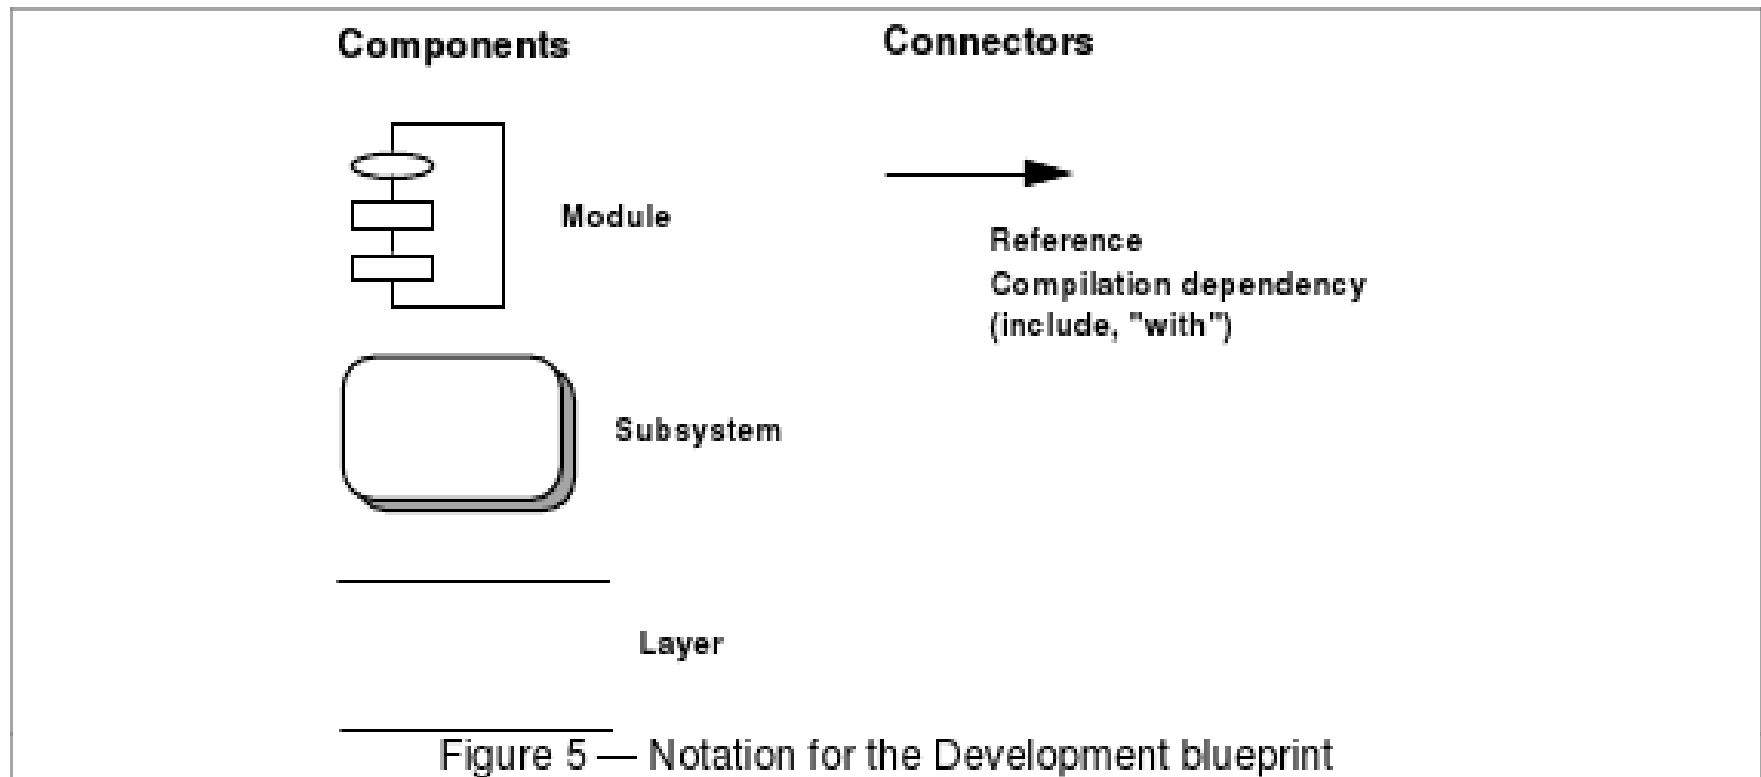 Components
Connectors
Module
Reference
Compilation dependency
(include, "with")
Subsystem
Layer
Figure 5 — Notation for the Development blueprint